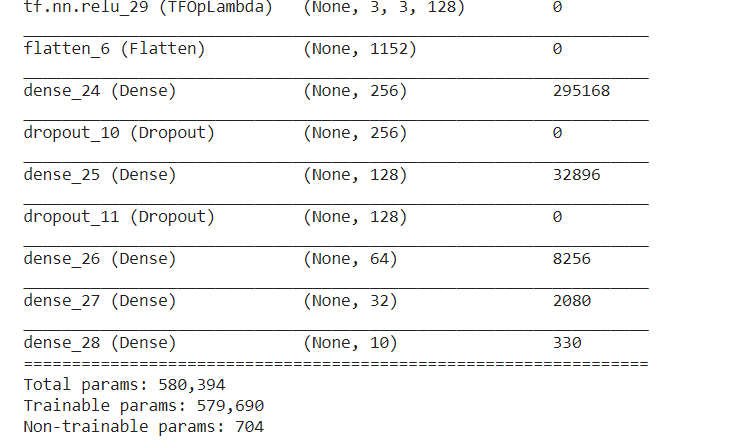 tf.nn.relu_29 (TFOpLambda) (None, 3, 3, 128) 0
_________________________________________________________________
flatten_6 (Flatten) (None, 1152) 0
_________________________________________________________________
dense_24 (Dense) (None, 256) 295168
_________________________________________________________________
dropout_10 (Dropout) (None, 256) 0
_________________________________________________________________
dense_25 (Dense) (None, 128) 32896
_________________________________________________________________
dropout_11 (Dropout) (None, 128) 0
_________________________________________________________________
dense_26 (Dense) (None, 64) 8256
_________________________________________________________________
dense_27 (Dense) (None, 32) 2080
_________________________________________________________________
dense_28 (Dense) (None, 10) 330
=================================================================
Total params: 580,394
Trainable params: 579,690
Non-trainable params: 704